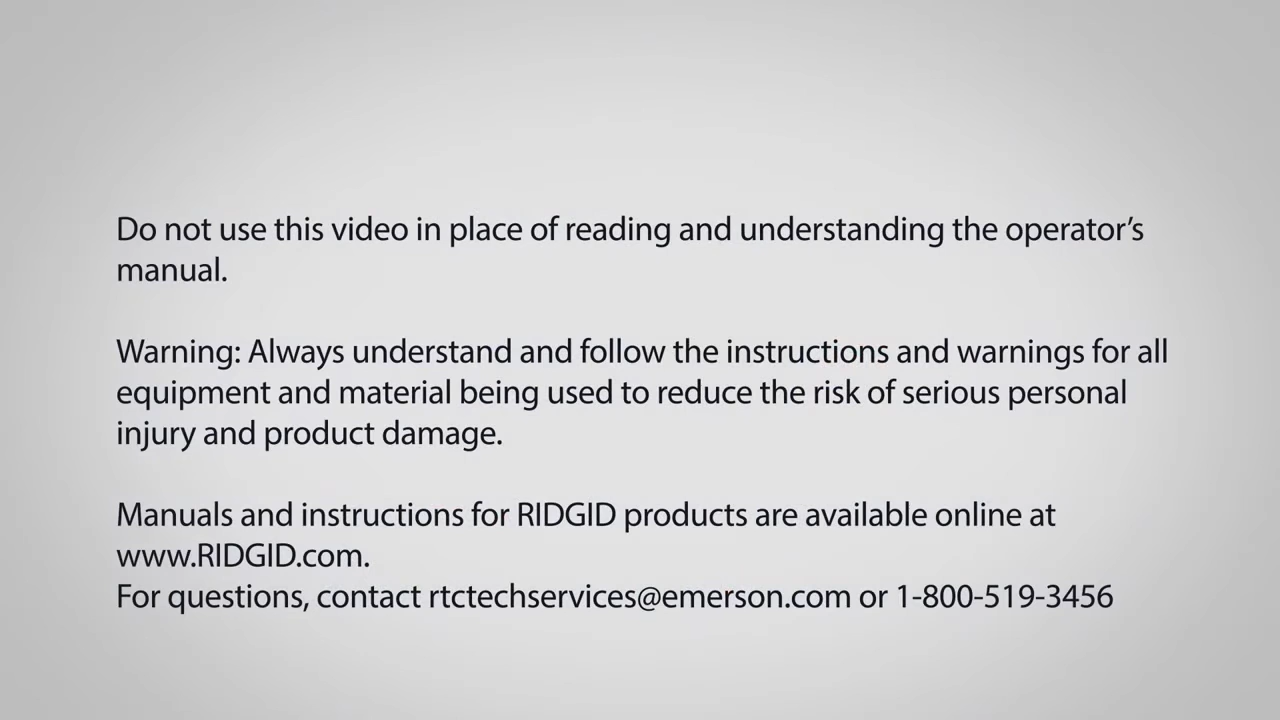 Do not use this video in place of reading and understanding the operator’s
manual.
Warning: Always understand and follow the instructions and warnings for all
equipment and material being used to reduce the risk of serious personal
injury and product damage.
Manuals and instructions for RIDGID products are available online at
www.RIDGID.com.
For questions, contact rtctechservices@emerson.com or 1-800-519-3456